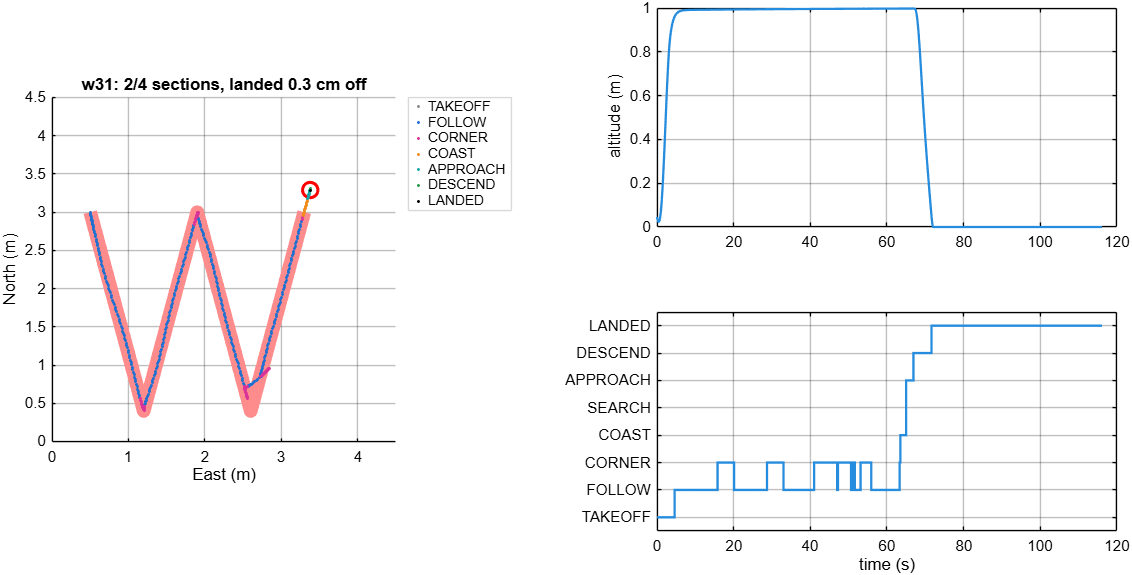 w31: 2/4 sections, landed 0.3 cm off
4.5
4
3.5
3
2.5
2
1.5
1
0.5
0
0 1 2 3 4
North (m)
East (m)
TAKEOFF
FOLLOW
CORNER
COAST
APPROACH
DESCEND
LANDED
1
0.8
0.6
0.4
0.2
0
0 20 40 60 80 100 120
altitude (m)
LANDED
DESCEND
APPROACH
SEARCH
COAST
CORNER
FOLLOW
TAKEOFF
0 20 40 60 80 100 120
time (s)